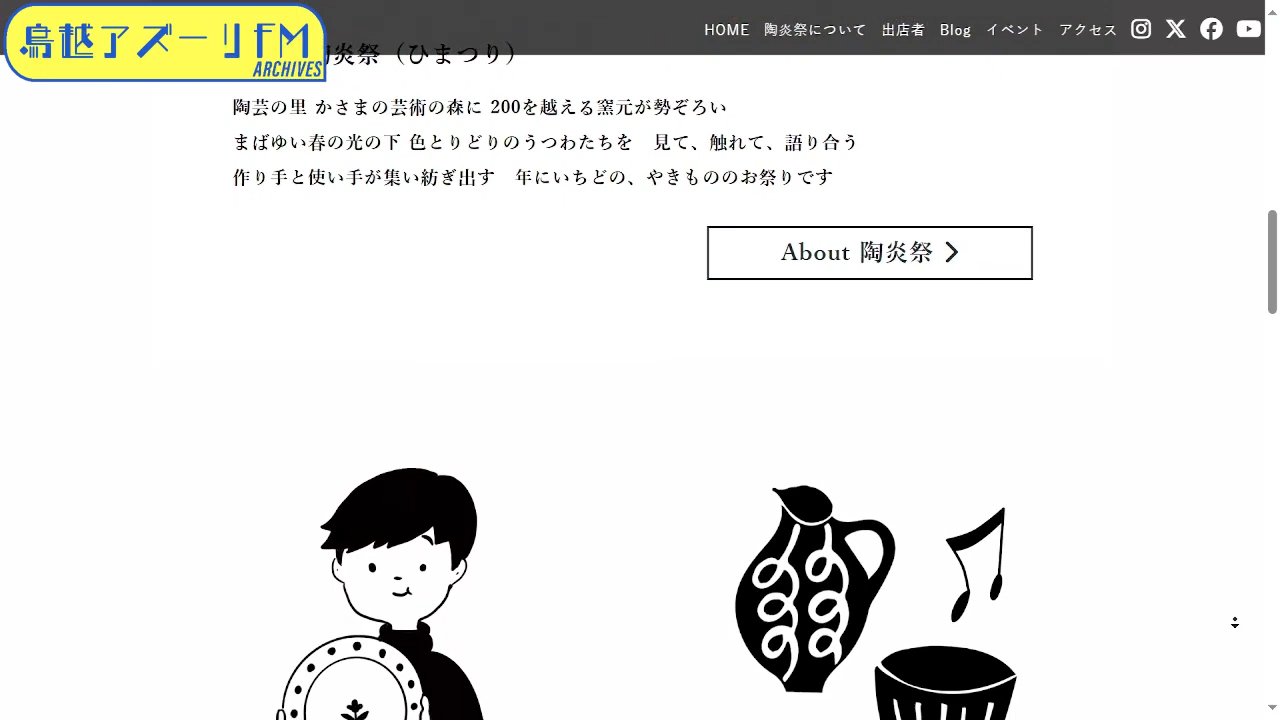 鳥越アズーリFM
ARCHIVES
HOME 陶炎祭について 出店者 Blog イベント アクセス
陶炎祭（ひまつり）
陶芸の里 かさまの芸術の森に 200を越える窯元が勢ぞろい
まばゆい春の光の下 色とりどりのうつわたちを　見て、触れて、語り合う
作り手と使い手が集い紡ぎ出す　年にいちどの、やきもののお祭りです
About 陶炎祭